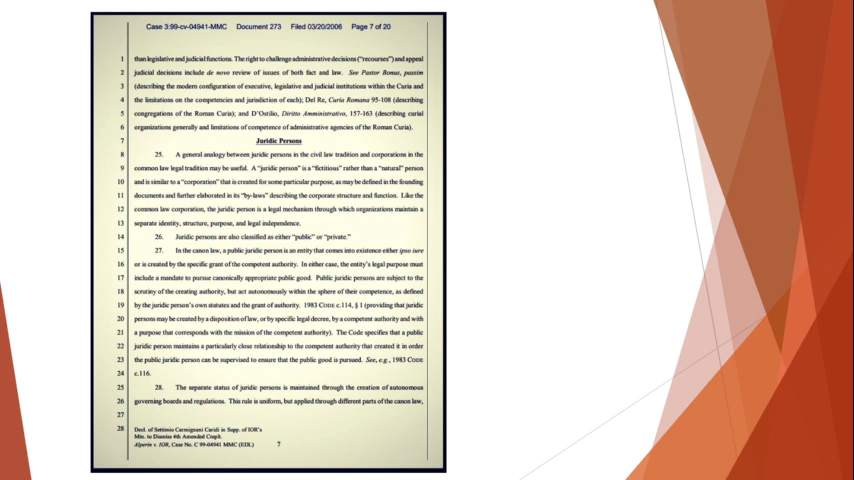 Case 3:99-cv-04941-MMC Document 273 Filed 03/20/2006 Page 7 of 20
1 than legislative and judicial functions. The right to challenge administrative decisions ("recourses") and appeal
2 judicial decisions include de novo review of issues of both fact and law. See Pastor Bonus, passim
3 (describing the modern configuration of executive, legislative and judicial institutions within the Curia and
4 the limitations on the competencies and jurisdiction of each); Del Re, Curia Romana 95-108 (describing
5 congregations of the Roman Curia); and D'Ostilio, Diritto Amministrativo, 157-163 (describing curial
6 organizations generally and limitations of competence of administrative agencies of the Roman Curia).
7 Juridic Persons
8 25. A general analogy between juridic persons in the civil law tradition and corporations in the
9 common law legal tradition may be useful. A "juridic person" is a "fictitious" rather than a "natural" person
10 and is similar to a "corporation" that is created for some particular purpose, as may be defined in the founding
11 documents and further elaborated in its "by-laws" describing the corporate structure and function. Like the
12 common law corporation, the juridic person is a legal mechanism through which organizations maintain a
13 separate identity, structure, purpose, and legal independence.
14 26. Juridic persons are also classified as either "public" or "private."
15 27. In the canon law, a public juridic person is an entity that comes into existence either ipso iure
16 or is created by the specific grant of the competent authority. In either case, the entity's legal purpose must
17 include a mandate to pursue canonically appropriate public good. Public juridic persons are subject to the
18 scrutiny of the creating authority, but act autonomously within the sphere of their competence, as defined
19 by the juridic person's own statutes and the grant of authority. 1983 CODE c.114, § 1 (providing that juridic
20 persons may be created by a disposition of law, or by specific legal decree, by a competent authority and with
21 a purpose that corresponds with the mission of the competent authority). The Code specifies that a public
22 juridic person maintains a particularly close relationship to the competent authority that created it in order
23 the public juridic person can be supervised to ensure that the public good is pursued. See, e.g., 1983 CODE
24 c.116.
25 28. The separate status of juridic persons is maintained through the creation of autonomous
26 governing boards and regulations. This rule is uniform, but applied through different parts of the canon law,
27
28 Decl. of Settimio Carmignani Caridi in Supp. of IOR's
Mtn. to Dismiss 4th Amended Cmplt.
Alperin v. IOR, Case No. C 99-04941 MMC (EDL) 7